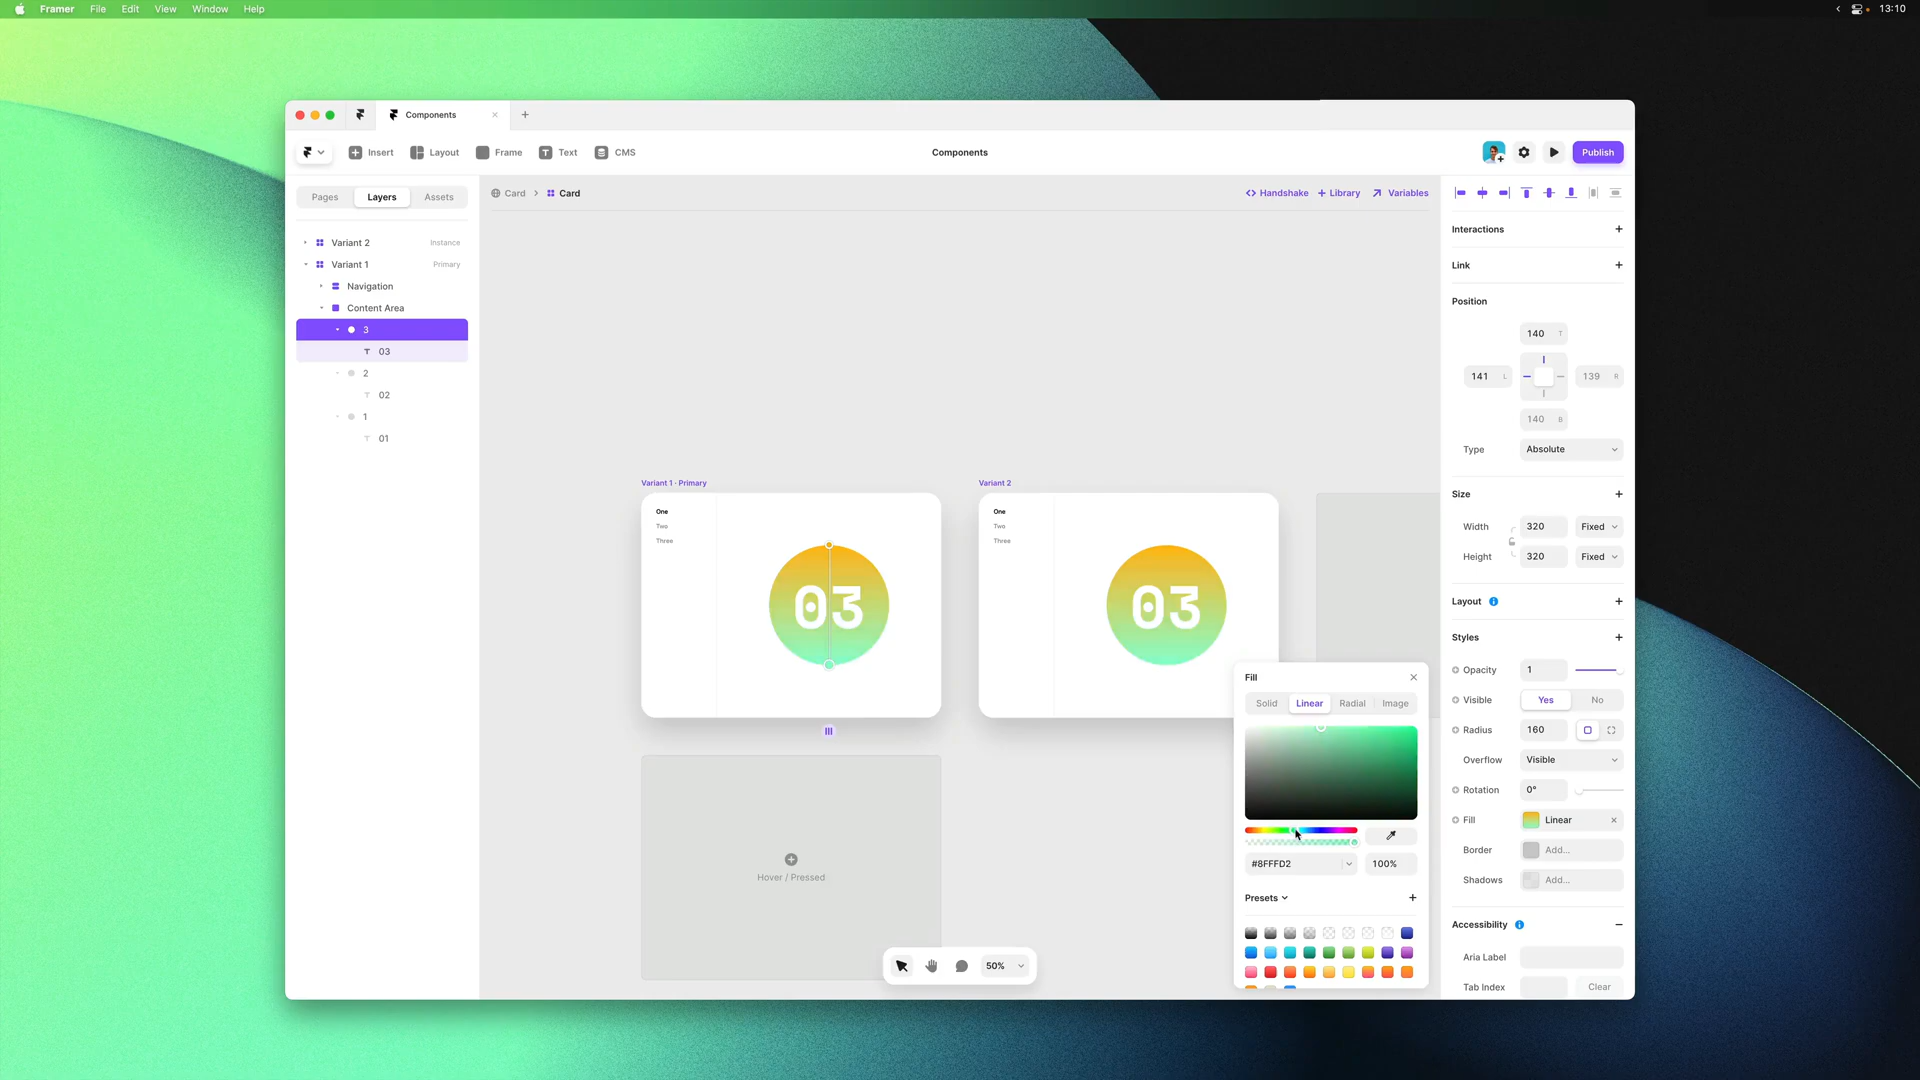 Framer File Edit View Window Help
13:10
Components
Insert Layout Frame Text CMS
Components
Publish
Pages Layers Assets
Card Card
Handshake Library Variables
Variant 2 Instance
Variant 1 Primary
Navigation
Content Area
3
03
2
02
1
01
Variant 1 · Primary
One
Two
Three
03
Variant 2
One
Two
Three
03
Hover / Pressed
50%
Fill
Solid Linear Radial Image
#8FFFD2 100%
Presets
Interactions
Link
Position
140 T
141 L
139 R
140 B
Type Absolute
Size
Width 320 Fixed
Height 320 Fixed
Layout
Styles
Opacity 1
Visible Yes No
Radius 160
Overflow Visible
Rotation 0°
Fill Linear
Border Add...
Shadows Add...
Accessibility
Aria Label
Tab Index Clear